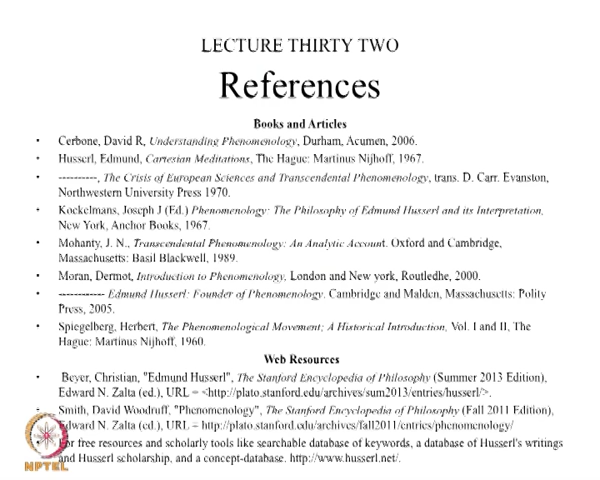 LECTURE THIRTY TWO
References
Books and Articles
• Cerbone, David R, Understanding Phenomenology, Durham, Acumen, 2006.
• Husserl, Edmund, Cartesian Meditations, The Hague: Martinus Nijhoff, 1967.
• ----------, The Crisis of European Sciences and Transcendental Phenomenology, trans. D. Carr. Evanston,
Northwestern University Press 1970.
• Kockelmans, Joseph J (Ed.) Phenomenology: The Philosophy of Edmund Husserl and its Interpretation,
New York, Anchor Books, 1967.
• Mohanty, J. N., Transcendental Phenomenology: An Analytic Account. Oxford and Cambridge,
Massachusetts: Basil Blackwell, 1989.
• Moran, Dermot, Introduction to Phenomenology, London and New york, Routledhe, 2000.
• ------------ Edmund Husserl: Founder of Phenomenology. Cambridge and Malden, Massachusetts: Polity
Press, 2005.
• Spiegelberg, Herbert, The Phenomenological Movement; A Historical Introduction, Vol. I and II, The
Hague: Martinus Nijhoff, 1960.
Web Resources
• Beyer, Christian, "Edmund Husserl", The Stanford Encyclopedia of Philosophy (Summer 2013 Edition),
Edward N. Zalta (ed.), URL = <http://plato.stanford.edu/archives/sum2013/entries/husserl/>.
• Smith, David Woodruff, "Phenomenology", The Stanford Encyclopedia of Philosophy (Fall 2011 Edition),
Edward N. Zalta (ed.), URL = http://plato.stanford.edu/archives/fall2011/entries/phenomenology/
• For free resources and scholarly tools like searchable database of keywords, a database of Husserl's writings
and Husserl scholarship, and a concept-database. http://www.husserl.net/.
NPTEL